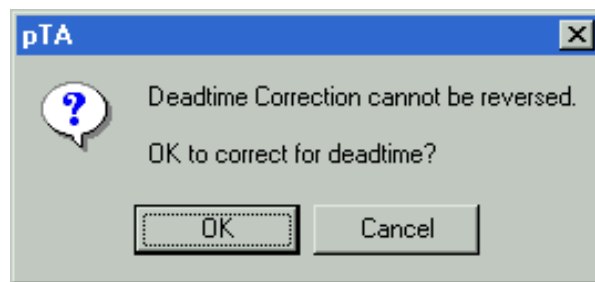 pTA
Deadtime Correction cannot be reversed.
OK to correct for deadtime?
OK
Cancel